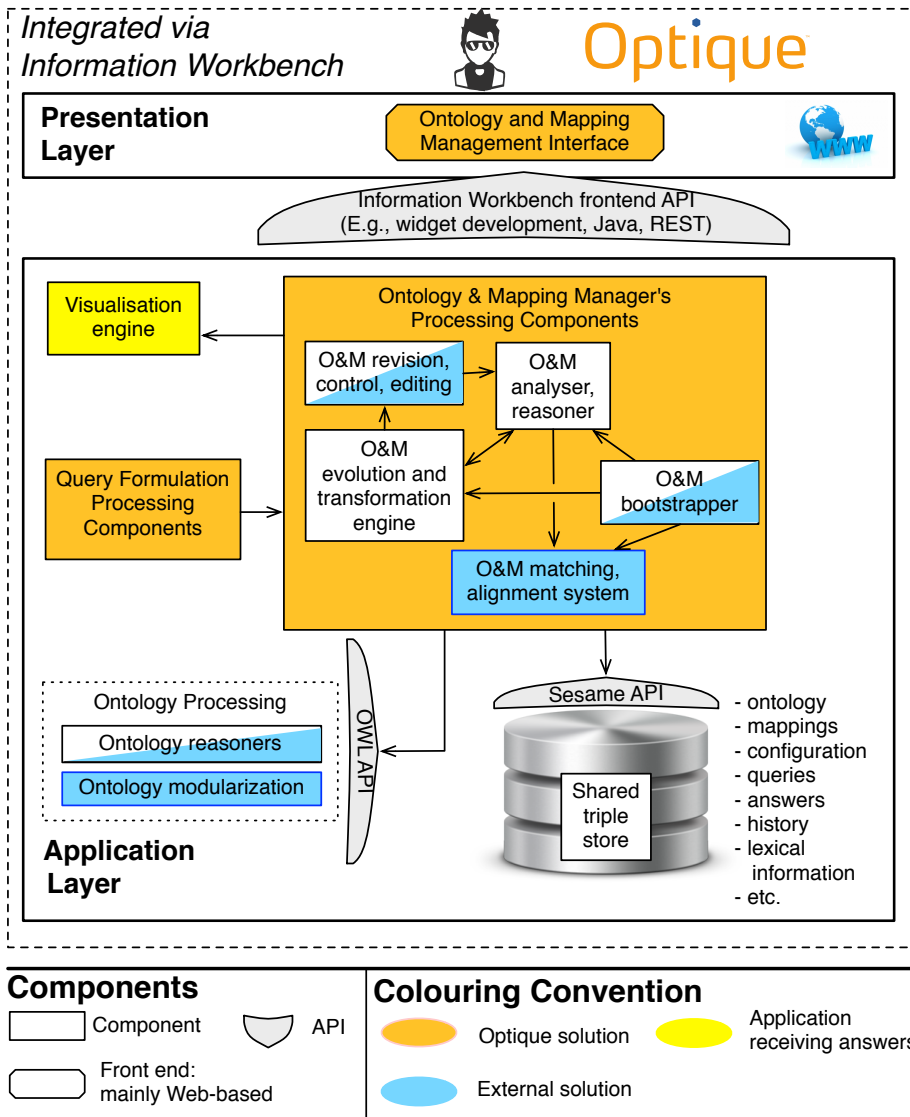 Integrated via
Information Workbench
Optique
Presentation
Layer
Ontology and Mapping
Management Interface
WWW
Information Workbench frontend API
(E.g., widget development, Java, REST)
Visualisation
engine
Ontology & Mapping Manager's
Processing Components
O&M revision,
control, editing
O&M
analyser,
reasoner
O&M
evolution and
transformation
engine
O&M
bootstrapper
Query Formulation
Processing
Components
O&M matching,
alignment system
Ontology Processing
Ontology reasoners
Ontology modularization
OWL API
Sesame API
Shared
triple
store
- ontology
- mappings
- configuration
- queries
- answers
- history
- lexical
information
- etc.
Application
Layer
Components
Component
API
Front end:
mainly Web-based
Colouring Convention
Optique solution
Application
receiving answers
External solution